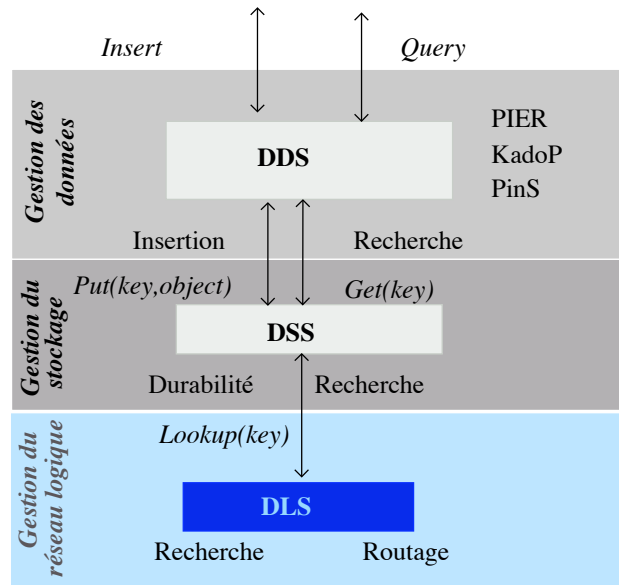 Insert
Query
Gestion des
données
DDS
PIER
KadoP
PinS
Insertion
Recherche
Gestion du
stockage
Put(key,object)
Get(key)
DSS
Durabilité
Recherche
Gestion du
réseau logique
Lookup(key)
DLS
Recherche
Routage